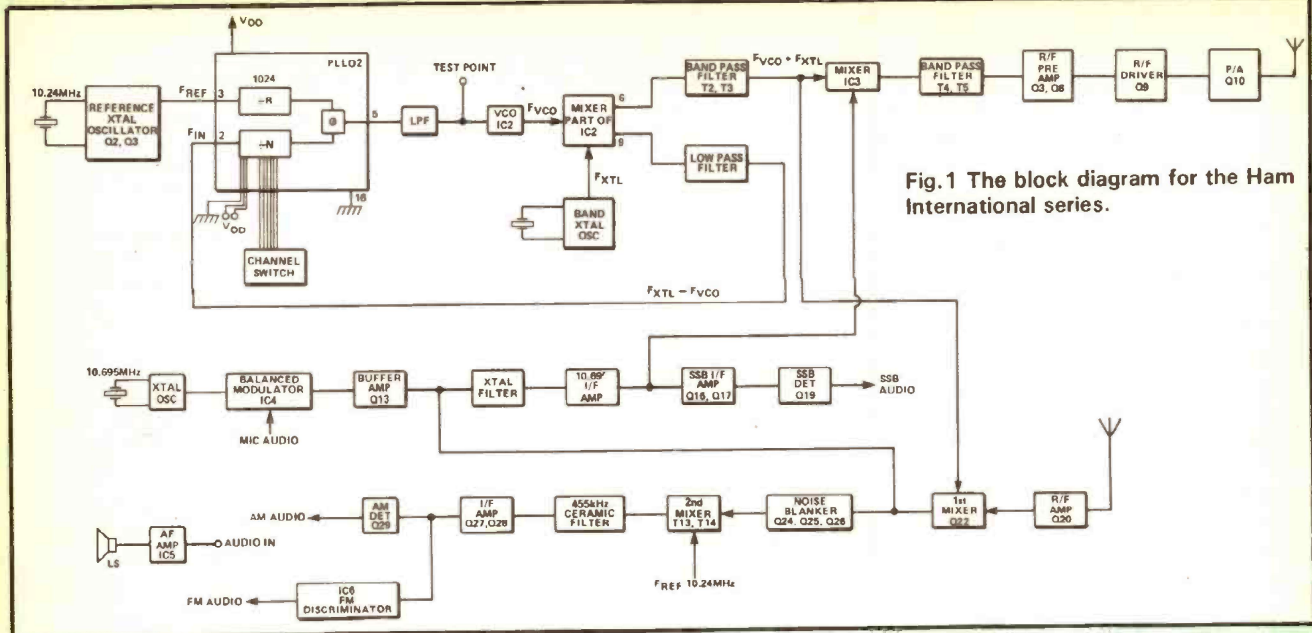 VDD
PLL02
1024
10.24MHz
REFERENCE
XTAL
OSCILLATOR
Q2, Q3
FREF
3
÷R
FIN
2
÷N
Ø
5
16
VDD
CHANNEL
SWITCH
LPF
TEST POINT
VCO
IC2
FVCO
MIXER
PART OF
IC2
6
9
FXTL
BAND
XTAL
OSC
BAND PASS
FILTER
T2, T3
LOW PASS
FILTER
FVCO + FXTL
MIXER
IC3
BAND PASS
FILTER
T4, T5
R/F
PRE
AMP
Q3, Q8
R/F
DRIVER
Q9
P/A
Q10
FXTL – FVCO
Fig.1 The block diagram for the Ham
International series.
10.695MHz
XTAL
OSC
BALANCED
MODULATOR
IC4
MIC AUDIO
BUFFER
AMP
Q13
XTAL
FILTER
I/F
AMP
SSB I/F
AMP
Q16, Q17
SSB
DET
Q19
SSB
AUDIO
LS
AF
AMP
IC5
AUDIO IN
AM AUDIO
AM
DET
Q29
I/F
AMP
Q27,Q28
455kHz
CERAMIC
FILTER
2nd
MIXER
T13, T14
NOISE
BLANKER
Q24, Q25, Q26
1st
MIXER
Q22
R/F
AMP
Q20
FREF 10.24MHz
FM AUDIO
IC6
FM
DISCRIMINATOR